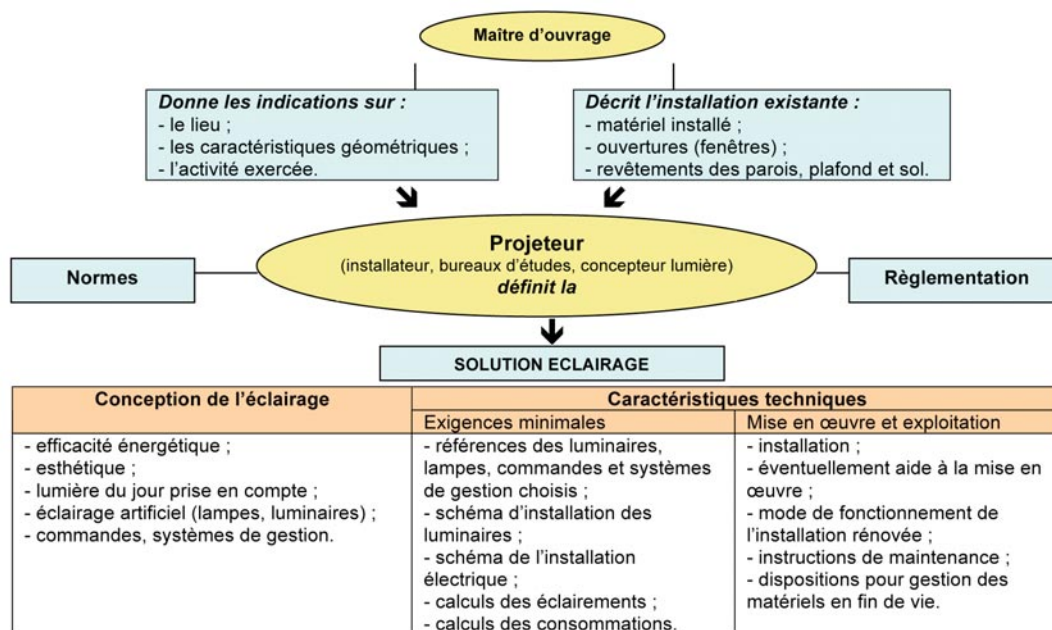 Maître d'ouvrage
Donne les indications sur :
- le lieu ;
- les caractéristiques géométriques ;
- l'activité exercée.
Décrit l'installation existante :
- matériel installé ;
- ouvertures (fenêtres) ;
- revêtements des parois, plafond et sol.
Normes
Projeteur
(installateur, bureaux d'études, concepteur lumière)
définit la
Règlementation
SOLUTION ECLAIRAGE
Conception de l'éclairage
- efficacité énergétique ;
- esthétique ;
- lumière du jour prise en compte ;
- éclairage artificiel (lampes, luminaires) ;
- commandes, systèmes de gestion.
Caractéristiques techniques
Exigences minimales
- références des luminaires,
lampes, commandes et systèmes
de gestion choisis ;
- schéma d'installation des
luminaires ;
- schéma de l'installation
électrique ;
- calculs des éclairements ;
- calculs des consommations.
Mise en œuvre et exploitation
- installation ;
- éventuellement aide à la mise en
œuvre ;
- mode de fonctionnement de
l'installation rénovée ;
- instructions de maintenance ;
- dispositions pour gestion des
matériels en fin de vie.